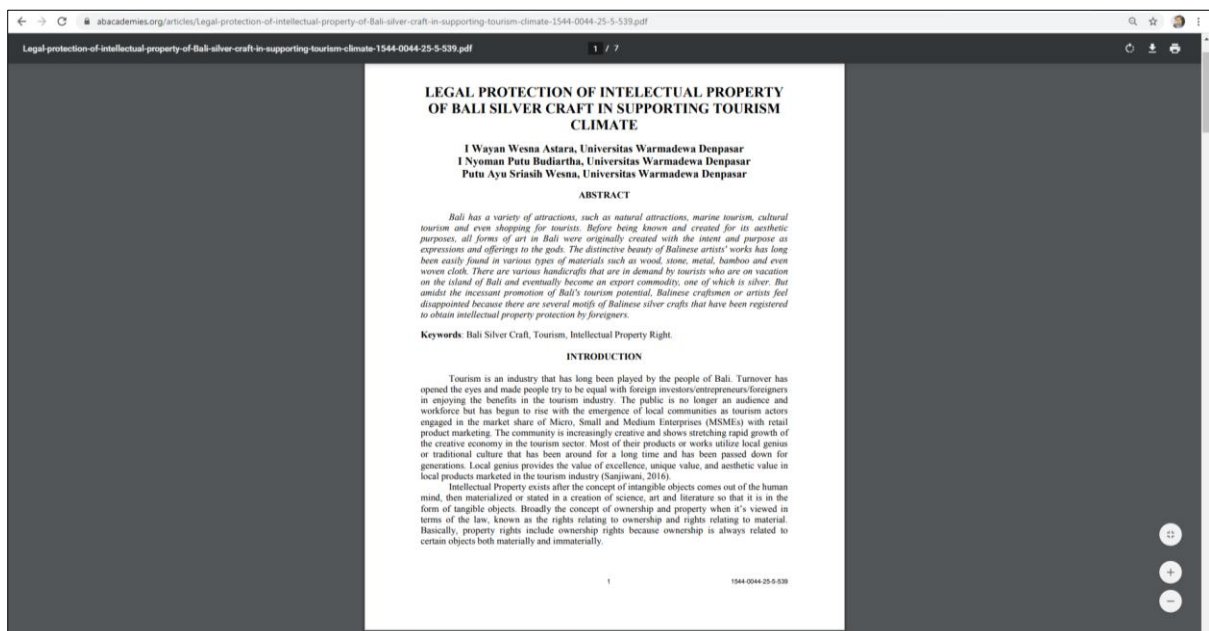 abacademies.org/articles/Legal-protection-of-intellectual-property-of-Bali-silver-craft-in-supporting-tourism-climate-1544-0044-25-5-539.pdf
Legal-protection-of-intellectual-property-of-Bali-silver-craft-in-supporting-tourism-climate-1544-0044-25-5-539.pdf
1 / 7
LEGAL PROTECTION OF INTELECTUAL PROPERTY
OF BALI SILVER CRAFT IN SUPPORTING TOURISM
CLIMATE
I Wayan Wesna Astara, Universitas Warmadewa Denpasar
I Nyoman Putu Budiartha, Universitas Warmadewa Denpasar
Putu Ayu Sriasih Wesna, Universitas Warmadewa Denpasar
ABSTRACT
Bali has a variety of attractions, such as natural attractions, marine tourism, cultural
tourism and even shopping for tourists. Before being known and created for its aesthetic
purposes, all forms of art in Bali were originally created with the intent and purpose as
expressions and offerings to the gods. The distinctive beauty of Balinese artists' works has long
been easily found in various types of materials such as wood, stone, metal, bamboo and even
woven cloth. There are various handicrafts that are in demand by tourists who are on vacation
on the island of Bali and eventually become an export commodity, one of which is silver. But
amidst the incessant promotion of Bali's tourism potential, Balinese craftsmen or artists feel
disappointed because there are several motifs of Balinese silver crafts that have been registered
to obtain intellectual property protection by foreigners.
Keywords: Bali Silver Craft, Tourism, Intellectual Property Right.
INTRODUCTION
Tourism is an industry that has long been played by the people of Bali. Turnover has
opened the eyes and made people try to be equal with foreign investors/entrepreneurs/foreigners
in enjoying the benefits in the tourism industry. The public is no longer an audience and
workforce but has begun to rise with the emergence of local communities as tourism actors
engaged in the market share of Micro, Small and Medium Enterprises (MSMEs) with retail
product marketing. The community is increasingly creative and shows stretching rapid growth of
the creative economy in the tourism sector. Most of their products or works utilize local genius
or traditional culture that has been around for a long time and has been passed down for
generations. Local genius provides the value of excellence, unique value, and aesthetic value in
local products marketed in the tourism industry (Sanjiwani, 2016).
Intellectual Property exists after the concept of intangible objects comes out of the human
mind, then materialized or stated in a creation of science, art and literature so that it is in the
form of tangible objects. Broadly the concept of ownership and property when it's viewed in
terms of the law, known as the rights relating to ownership and rights relating to material.
Basically, property rights include ownership rights because ownership is always related to
certain objects both materially and immaterially.
1
1544-0044-25-5-539